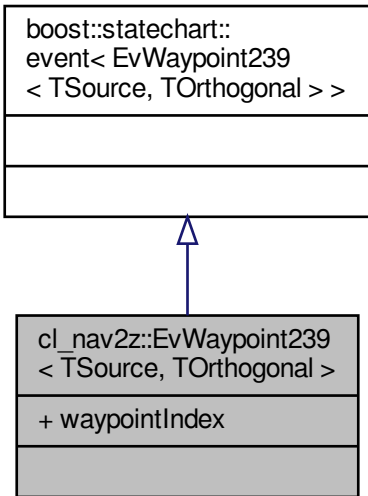 boost::statechart::
event< EvWaypoint239
< TSource, TOrthogonal > >
cl_nav2z::EvWaypoint239
< TSource, TOrthogonal >
+ waypointIndex